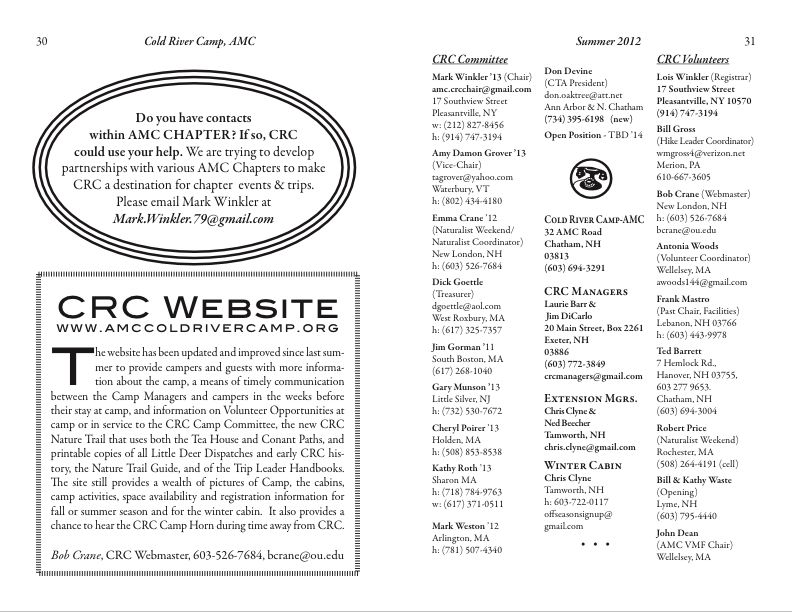 30
Cold River Camp, AMC
Do you have contacts
within AMC CHAPTER? If so, CRC
could use your help. We are trying to develop
partnerships with various AMC Chapters to make
CRC a destination for chapter events & trips.
Please email Mark Winkler at
Mark.Winkler.79@gmail.com
CRC WEBSITE
WWW.AMCCOLDRIVERCAMP.ORG
The website has been updated and improved since last sum-
mer to provide campers and guests with more informa-
tion about the camp, a means of timely communication
between the Camp Managers and campers in the weeks before
their stay at camp, and information on Volunteer Opportunities at
camp or in service to the CRC Camp Committee, the new CRC
Nature Trail that uses both the Tea House and Conant Paths, and
printable copies of all Little Deer Dispatches and early CRC his-
tory, the Nature Trail Guide, and of the Trip Leader Handbooks.
The site still provides a wealth of pictures of Camp, the cabins,
camp activities, space availability and registration information for
fall or summer season and for the winter cabin. It also provides a
chance to hear the CRC Camp Horn during time away from CRC.
Bob Crane, CRC Webmaster, 603-526-7684, bcrane@ou.edu
Summer 2012
31
CRC Committee
Mark Winkler '13 (Chair)
amc.crcchair@gmail.com
17 Southview Street
Pleasantville, NY
w: (212) 827-8456
h: (914) 747-3194
Amy Damon Grover '13
(Vice-Chair)
tagrover@yahoo.com
Waterbury, VT
h: (802) 434-4180
Emma Crane '12
(Naturalist Weekend/
Naturalist Coordinator)
New London, NH
h: (603) 526-7684
Dick Goettle
(Treasurer)
dgoettle@aol.com
West Roxbury, MA
h: (617) 325-7357
Jim Gorman '11
South Boston, MA
(617) 268-1040
Gary Munson '13
Little Silver, NJ
h: (732) 530-7672
Cheryl Poirer '13
Holden, MA
h: (508) 853-8538
Kathy Roth '13
Sharon MA
h: (718) 784-9763
w: (617) 371-0511
Mark Weston '12
Arlington, MA
h: (781) 507-4340
Don Devine
(CTA President)
don.oaktree@att.net
Ann Arbor & N. Chatham
(734) 395-6198 (new)
Open Position - TBD '14
COLD RIVER CAMP-AMC
32 AMC Road
Chatham, NH
03813
(603) 694-3291
CRC MANAGERS
Laurie Barr &
Jim DiCarlo
20 Main Street, Box 2261
Exeter, NH
03886
(603) 772-3849
crcmanagers@gmail.com
EXTENSION MGRS.
Chris Clyne &
Ned Beecher
Tamworth, NH
chris.clyne@gmail.com
WINTER CABIN
Chris Clyne
Tamworth, NH
h: 603-722-0117
offseasonsignup@
gmail.com
• • •
CRC Volunteers
Lois Winkler (Registrar)
17 Southview Street
Pleasantville, NY 10570
(914) 747-3194
Bill Gross
(Hike Leader Coordinator)
wmgross4@verizon.net
Merion, PA
610-667-3605
Bob Crane (Webmaster)
New London, NH
h: (603) 526-7684
bcrane@ou.edu
Antonia Woods
(Volunteer Coordinator)
Wellelsey, MA
awoods144@gmail.com
Frank Mastro
(Past Chair, Facilities)
Lebanon, NH 03766
h: (603) 443-9978
Ted Barrett
7 Hemlock Rd.,
Hanover, NH 03755,
603 277 9653.
Chatham, NH
(603) 694-3004
Robert Price
(Naturalist Weekend)
Rochester, MA
(508) 264-4191 (cell)
Bill & Kathy Waste
(Opening)
Lyme, NH
(603) 795-4440
John Dean
(AMC VMF Chair)
Wellelsey, MA